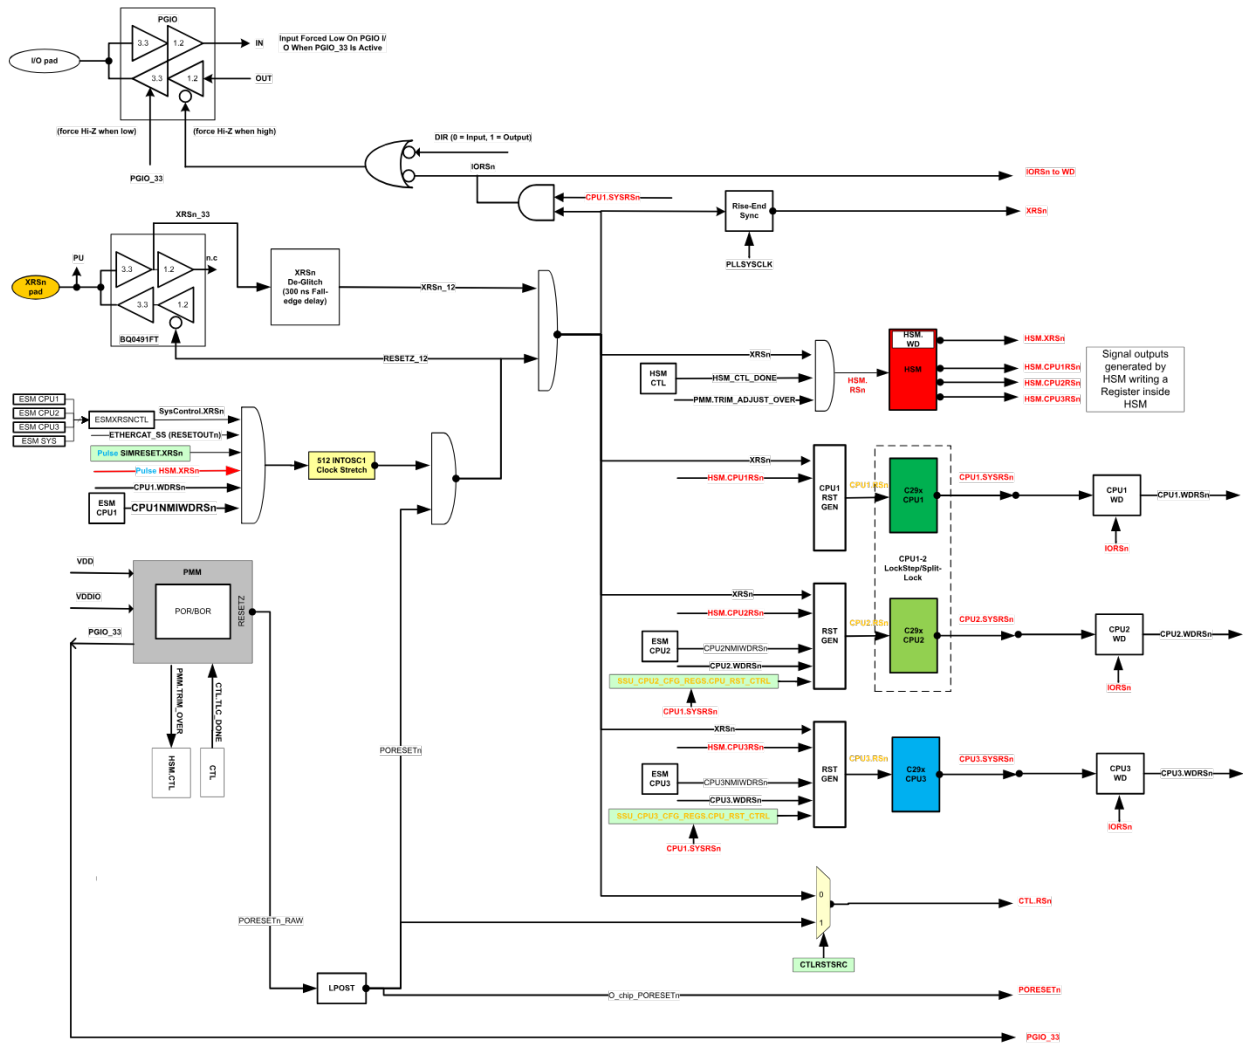 PGIO
3.3
1.2
IN
Input Forced Low On PGIO I/
O When PGIO_33 Is Active
I/O pad
3.3
1.2
OUT
(force Hi-Z when low)
(force Hi-Z when high)
PGIO_33
DIR (0 = Input, 1 = Output)
IORSn
IORSn to WD
CPU1.SYSRSn
Rise-End
Sync
XRSn
PLLSYSCLK
XRSn_33
PU
n.c
3.3
1.2
XRSn
pad
3.3
1.2
BQ0491FT
XRSn
De-Glitch
(300 ns Fall-
edge delay)
XRSn_12
RESETZ_12
XRSn
HSM
CTL
HSM_CTL_DONE
PMM.TRIM_ADJUST_OVER
HSM.
RSn
HSM.
WD
HSM
HSM.XRSn
HSM.CPU1RSn
HSM.CPU2RSn
HSM.CPU3RSn
Signal outputs
generated by
HSM writing a
Register inside
HSM
ESM CPU1
ESM CPU2
ESM CPU3
ESM SYS
ESMXRSNCTL
SysControl.XRSn
ETHERCAT_SS (RESETOUTn)
Pulse SIMRESET.XRSn
Pulse HSM.XRSn
CPU1.WDRSn
ESM
CPU1
CPU1NMIWDRSn
512 INTOSC1
Clock Stretch
XRSn
HSM.CPU1RSn
CPU1
RST
GEN
CPU1.RSn
C29x
CPU1
CPU1.SYSRSn
CPU1
WD
CPU1.WDRSn
IORSn
CPU1-2
LockStep/Split-
Lock
VDD
VDDIO
PGIO_33
PMM
POR/BOR
RESETZ
PMM.TRIM_OVER
CTL.TLC_DONE
HSM.CTL
CTL
XRSn
HSM.CPU2RSn
ESM
CPU2
CPU2NMIWDRSn
CPU2.WDRSn
SSU_CPU2_CFG_REGS.CPU_RST_CTRL
CPU1.SYSRSn
RST
GEN
CPU2.RSn
C29x
CPU2
CPU2.SYSRSn
CPU2
WD
CPU2.WDRSn
IORSn
PORESETn
XRSn
HSM.CPU3RSn
ESM
CPU3
CPU3NMIWDRSn
CPU3.WDRSn
SSU_CPU3_CFG_REGS.CPU_RST_CTRL
CPU1.SYSRSn
RST
GEN
CPU3.RSn
C29x
CPU3
CPU3.SYSRSn
CPU3
WD
CPU3.WDRSn
IORSn
0
1
CTL.RSn
CTLRSTSRC
PORESETn_RAW
LPOST
O_chip_PORESETn
PORESETn
PGIO_33